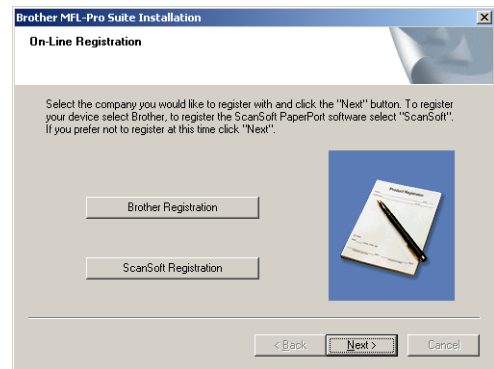 Brother MFL-Pro Suite Installation
On-Line Registration
Select the company you would like to register with and click the "Next" button. To register
your device select Brother, to register the ScanSoft PaperPort software select "ScanSoft".
If you prefer not to register at this time click "Next".
Brother Registration
ScanSoft Registration
Product Registration
< Back
Next >
Cancel